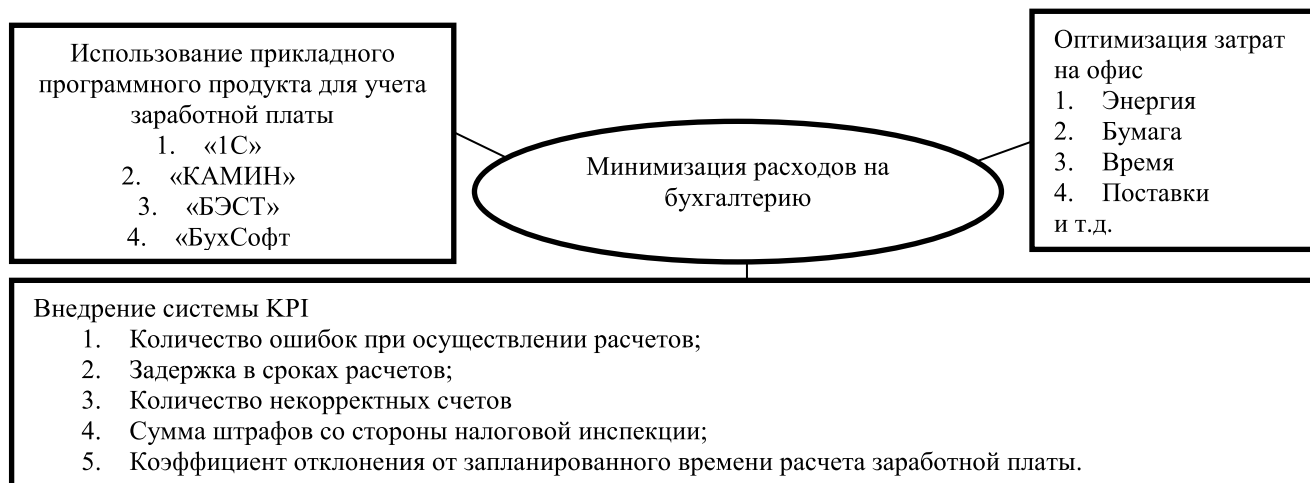 Использование прикладного
программного продукта для учета
заработной платы
1. «1С»
2. «КАМИН»
3. «БЭСТ»
4. «БухСофт
Минимизация расходов на
бухгалтерию
Оптимизация затрат
на офис
1. Энергия
2. Бумага
3. Время
4. Поставки
и т.д.
Внедрение системы KPI
1. Количество ошибок при осуществлении расчетов;
2. Задержка в сроках расчетов;
3. Количество некорректных счетов
4. Сумма штрафов со стороны налоговой инспекции;
5. Коэффициент отклонения от запланированного времени расчета заработной платы.